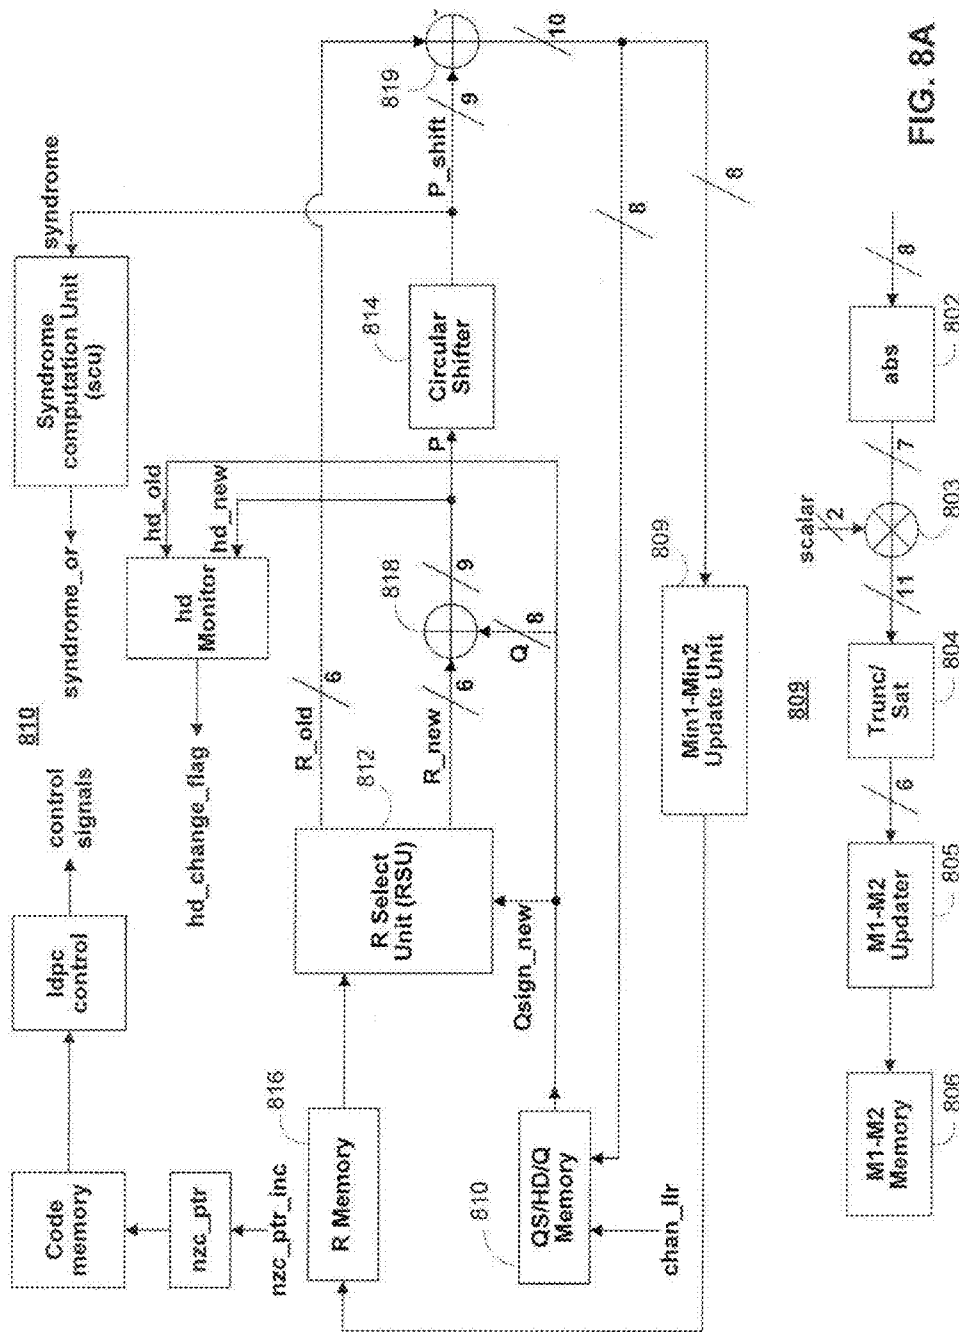 Code
memory
nzc_ptr
nzc_ptr_inc
ldpc
control
control
signals
810
syndrome_or
Syndrome
computation Unit
(scu)
syndrome
hd_change_flag
hd
Monitor
hd_old
hd_new
816
R Memory
812
R Select
Unit (RSU)
R_old
6
R_new
6
818
9
Q
8
P
814
Circular
Shifter
P_shift
9
819
10
Qsign_new
810
QS/HD/Q
Memory
chan_llr
8
809
Min1-Min2
Update Unit
8
809
M1-M2
Memory
806
M1-M2
Updater
805
6
Trunc/
Sat
804
11
scalar
2
803
7
abs
802
8
FIG. 8A